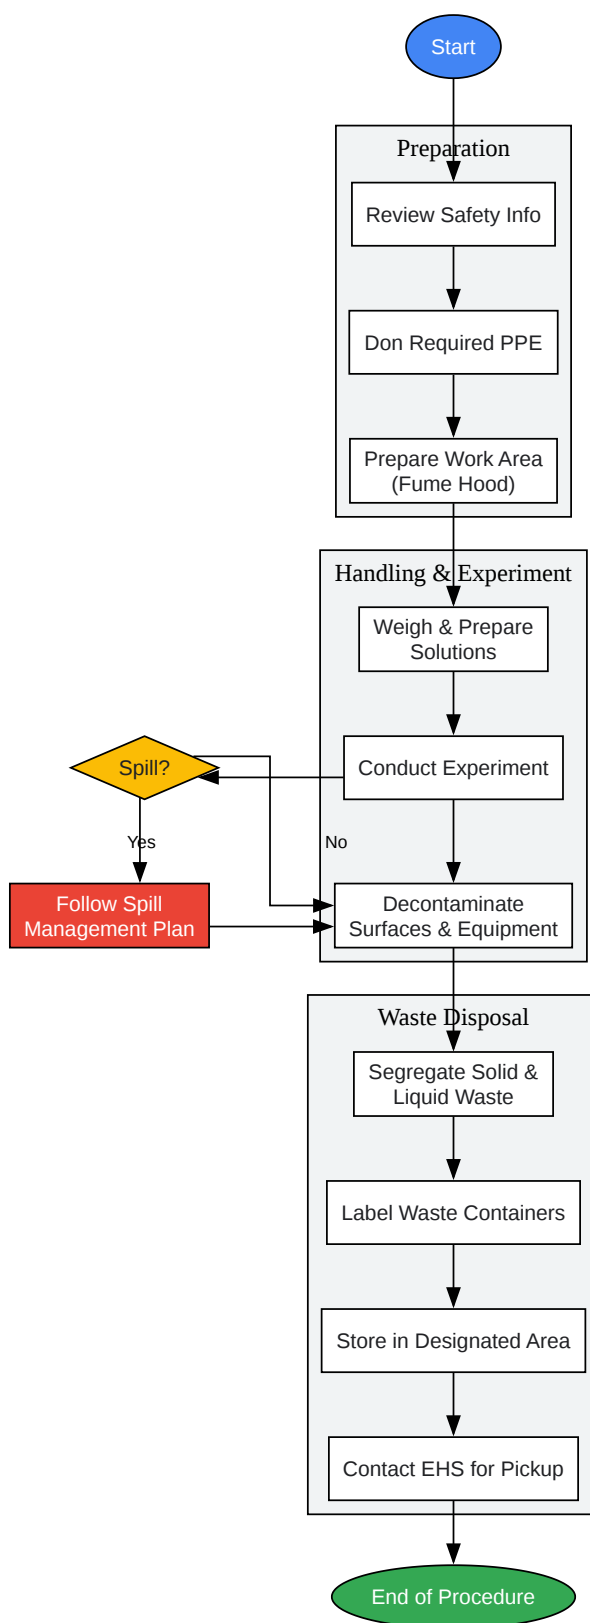 Start
Preparation
Review Safety Info
Don Required PPE
Prepare Work Area
(Fume Hood)
Handling & Experiment
Weigh & Prepare
Solutions
Spill?
Conduct Experiment
Yes
No
Follow Spill
Management Plan
Decontaminate
Surfaces & Equipment
Waste Disposal
Segregate Solid &
Liquid Waste
Label Waste Containers
Store in Designated Area
Contact EHS for Pickup
End of Procedure